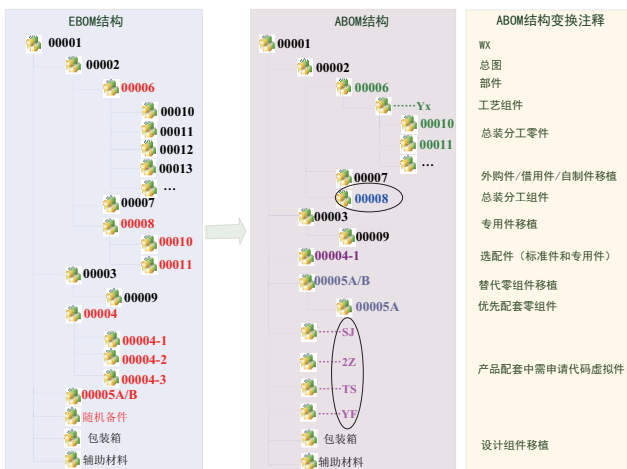 EBOM结构
00001
00002
00006
00010
00011
00012
00013
…
00007
00008
00010
00011
00003
00009
00004
00004-1
00004-2
00004-3
00005A/B
随机备件
包装箱
辅助材料
ABOM结构
00001
00002
00006
……Yx
00010
00011
…
00007
00008
00003
00009
00004-1
00005A/B
00005A
……SJ
……2Z
……TS
……YF
包装箱
辅助材料
ABOM结构变换注释
WX
总图
部件
工艺组件
总装分工零件
外购件/借用件/自制件移植
总装分工组件
专用件移植
选配件（标准件和专用件）
替代零组件移植
优先配套零组件
产品配套中需申请代码虚拟件
设计组件移植